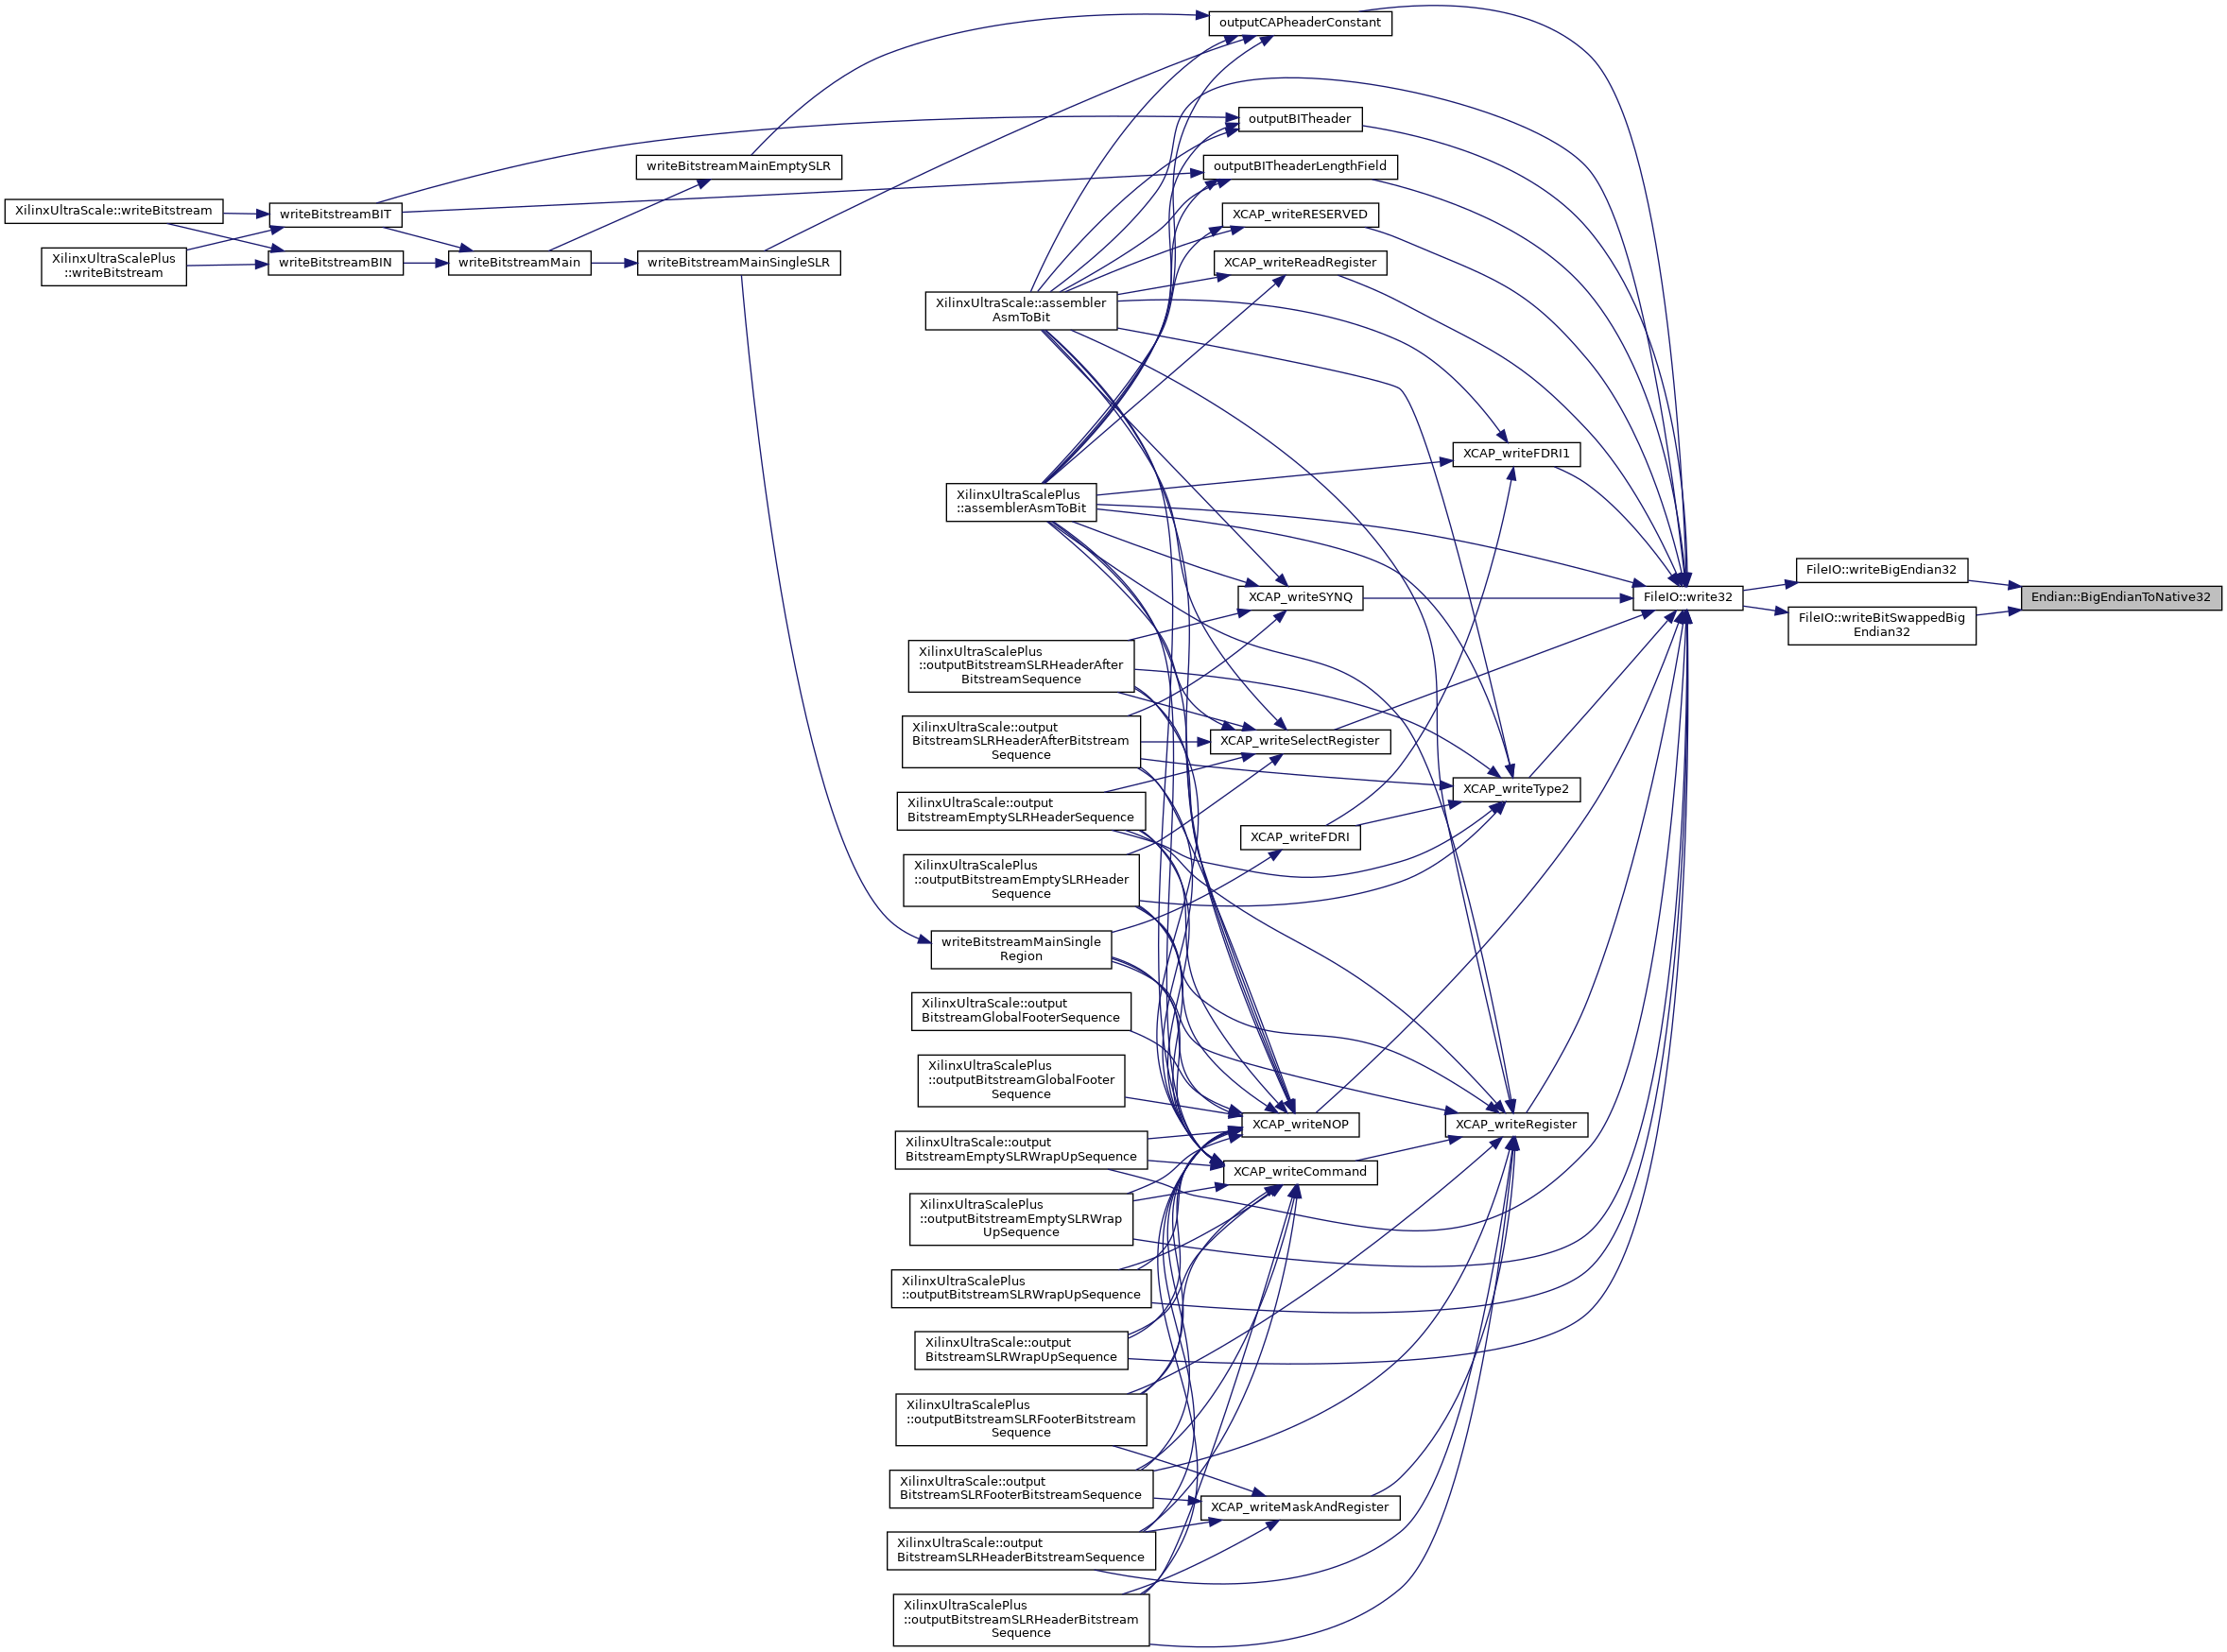 outputCAPheaderConstant
outputBITheader
writeBitstreamMainEmptySLR
outputBITheaderLengthField
XilinxUltraScale::writeBitstream
writeBitstreamBIT
XCAP_writeRESERVED
XilinxUltraScalePlus
::writeBitstream
writeBitstreamBIN
writeBitstreamMain
writeBitstreamMainSingleSLR
XCAP_writeReadRegister
XilinxUltraScale::assembler
AsmToBit
XCAP_writeFDRI1
XilinxUltraScalePlus
::assemblerAsmToBit
FileIO::writeBigEndian32
XCAP_writeSYNQ
FileIO::write32
Endian::BigEndianToNative32
FileIO::writeBitSwappedBig
Endian32
XilinxUltraScalePlus
::outputBitstreamSLRHeaderAfter
BitstreamSequence
XilinxUltraScale::output
BitstreamSLRHeaderAfterBitstream
Sequence
XCAP_writeSelectRegister
XCAP_writeType2
XilinxUltraScale::output
BitstreamEmptySLRHeaderSequence
XCAP_writeFDRI
XilinxUltraScalePlus
::outputBitstreamEmptySLRHeader
Sequence
writeBitstreamMainSingle
Region
XilinxUltraScale::output
BitstreamGlobalFooterSequence
XilinxUltraScalePlus
::outputBitstreamGlobalFooter
Sequence
XCAP_writeNOP
XCAP_writeRegister
XilinxUltraScale::output
BitstreamEmptySLRWrapUpSequence
XCAP_writeCommand
XilinxUltraScalePlus
::outputBitstreamEmptySLRWrap
UpSequence
XilinxUltraScalePlus
::outputBitstreamSLRWrapUpSequence
XilinxUltraScale::output
BitstreamSLRWrapUpSequence
XilinxUltraScalePlus
::outputBitstreamSLRFooterBitstream
Sequence
XilinxUltraScale::output
BitstreamSLRFooterBitstreamSequence
XCAP_writeMaskAndRegister
XilinxUltraScale::output
BitstreamSLRHeaderBitstreamSequence
XilinxUltraScalePlus
::outputBitstreamSLRHeaderBitstream
Sequence